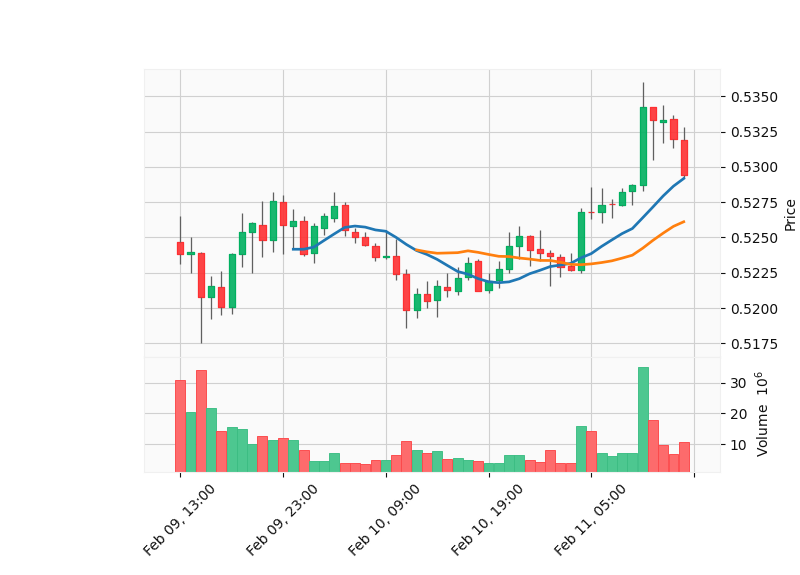 0.5350
0.5325
0.5300
0.5275
0.5250
0.5225
0.5200
0.5175
Price
30
20
10
Volume 10⁶
Feb 09, 13:00
Feb 09, 23:00
Feb 10, 09:00
Feb 10, 19:00
Feb 11, 05:00